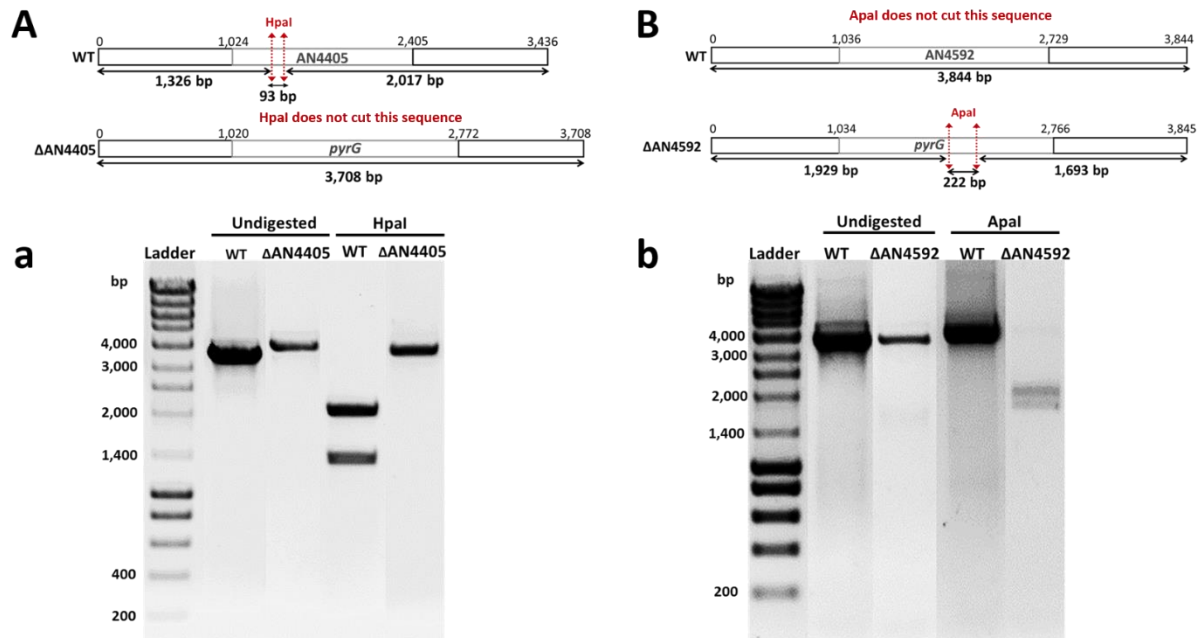 A
HpaI
0 1,024 2,405 3,436
WT AN4405
1,326 bp 2,017 bp
93 bp
HpaI does not cut this sequence
0 1,020 2,772 3,708
ΔAN4405 pyrG
3,708 bp
B
ApaI does not cut this sequence
0 1,036 2,729 3,844
WT AN4592
3,844 bp
ApaI
0 1,034 2,766 3,845
ΔAN4592 pyrG
1,929 bp 1,693 bp
222 bp
a
Undigested HpaI
Ladder WT ΔAN4405 WT ΔAN4405
bp
4,000
3,000
2,000
1,400
400
200
b
Undigested ApaI
Ladder WT ΔAN4592 WT ΔAN4592
bp
4,000
3,000
2,000
1,400
200